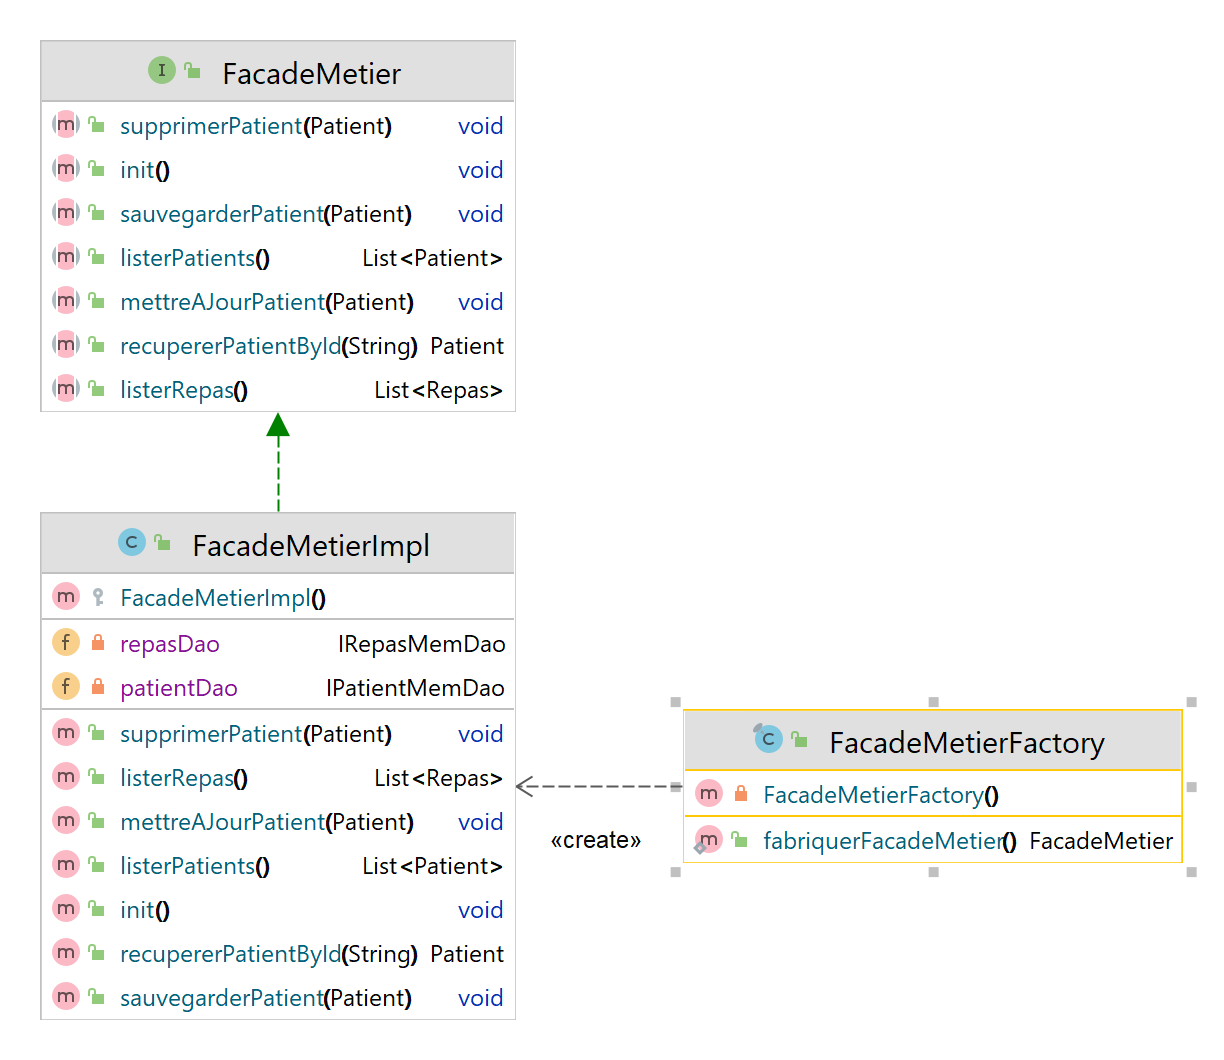 I FacadeMetier
m supprimerPatient(Patient) void
m init() void
m sauvegarderPatient(Patient) void
m listerPatients() List<Patient>
m mettreAJourPatient(Patient) void
m recupererPatientById(String) Patient
m listerRepas() List<Repas>
C FacadeMetierImpl
m FacadeMetierImpl()
f repasDao IRepasMemDao
f patientDao IPatientMemDao
m supprimerPatient(Patient) void
m listerRepas() List<Repas>
m mettreAJourPatient(Patient) void
m listerPatients() List<Patient>
m init() void
m recupererPatientById(String) Patient
m sauvegarderPatient(Patient) void
«create»
C FacadeMetierFactory
m FacadeMetierFactory()
m fabriquerFacadeMetier() FacadeMetier